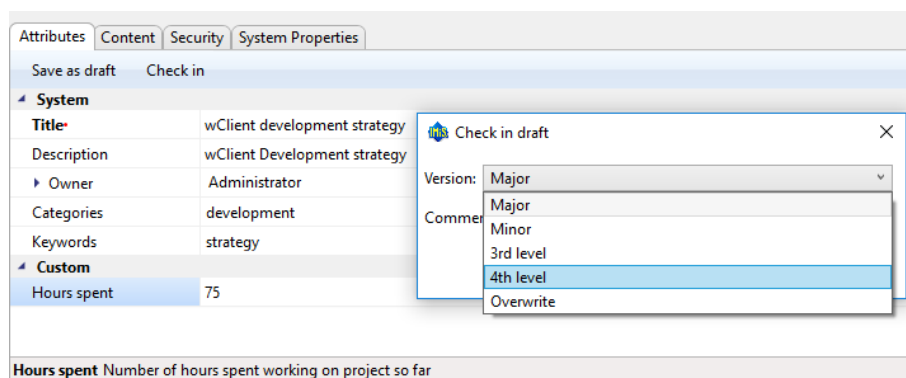 Attributes Content Security System Properties
Save as draft Check in
System
Title•
wClient development strategy
Description
wClient Development strategy
Owner
Administrator
Categories
development
Keywords
strategy
Custom
Hours spent
75
Hours spent Number of hours spent working on project so far
Check in draft
Version: Major
Commen
Major
Minor
3rd level
4th level
Overwrite